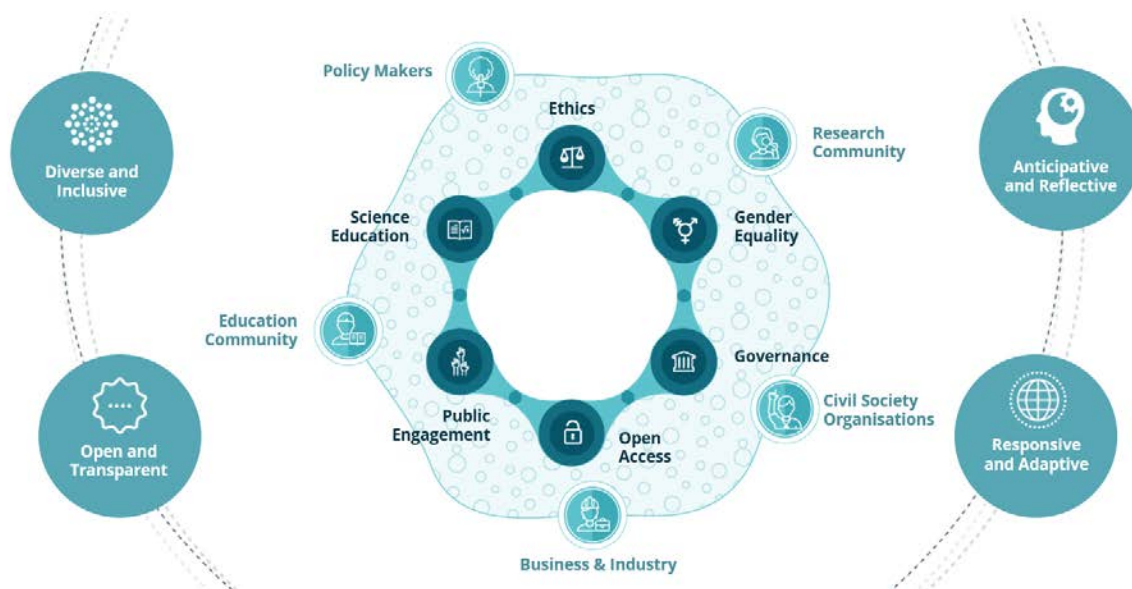 Policy Makers
Ethics
Research
Community
Diverse and
Inclusive
Anticipative
and Reflective
Science
Education
Gender
Equality
Education
Community
Governance
Public
Engagement
Open
Access
Civil Society
Organisations
Open and
Transparent
Responsive
and Adaptive
Business & Industry